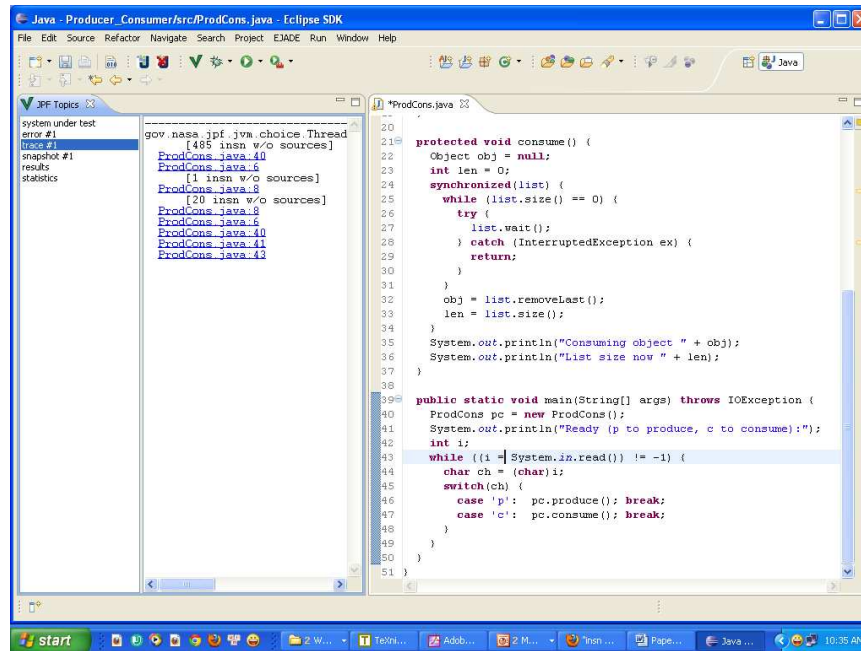 Java - Producer_Consumer/src/ProdCons.java - Eclipse SDK
File Edit Source Refactor Navigate Search Project EJADE Run Window Help
Java
JPF Topics
*ProdCons.java
system under test
error #1
trace #1
snapshot #1
results
statistics
gov.nasa.jpf.jvm.choice.Thread
[485 insn w/o sources]
ProdCons.java:40
ProdCons.java:6
[1 insn w/o sources]
ProdCons.java:8
[20 insn w/o sources]
ProdCons.java:8
ProdCons.java:6
ProdCons.java:40
ProdCons.java:41
ProdCons.java:43
20
21 protected void consume() {
22 Object obj = null;
23 int len = 0;
24 synchronized(list) {
25 while (list.size() == 0) {
26 try {
27 list.wait();
28 } catch (InterruptedException ex) {
29 return;
30 }
31 }
32 obj = list.removeLast();
33 len = list.size();
34 }
35 System.out.println("Consuming object " + obj);
36 System.out.println("List size now " + len);
37 }
38
39 public static void main(String[] args) throws IOException {
40 ProdCons pc = new ProdCons();
41 System.out.println("Ready (p to produce, c to consume):");
42 int i;
43 while ((i = System.in.read()) != -1) {
44 char ch = (char)i;
45 switch(ch) {
46 case 'p': pc.produce(); break;
47 case 'c': pc.consume(); break;
48 }
49 }
50 }
51 }
start
2 W...
TeXni...
Adob...
2 M...
"insn ...
Pape...
Java ...
10:35 AM